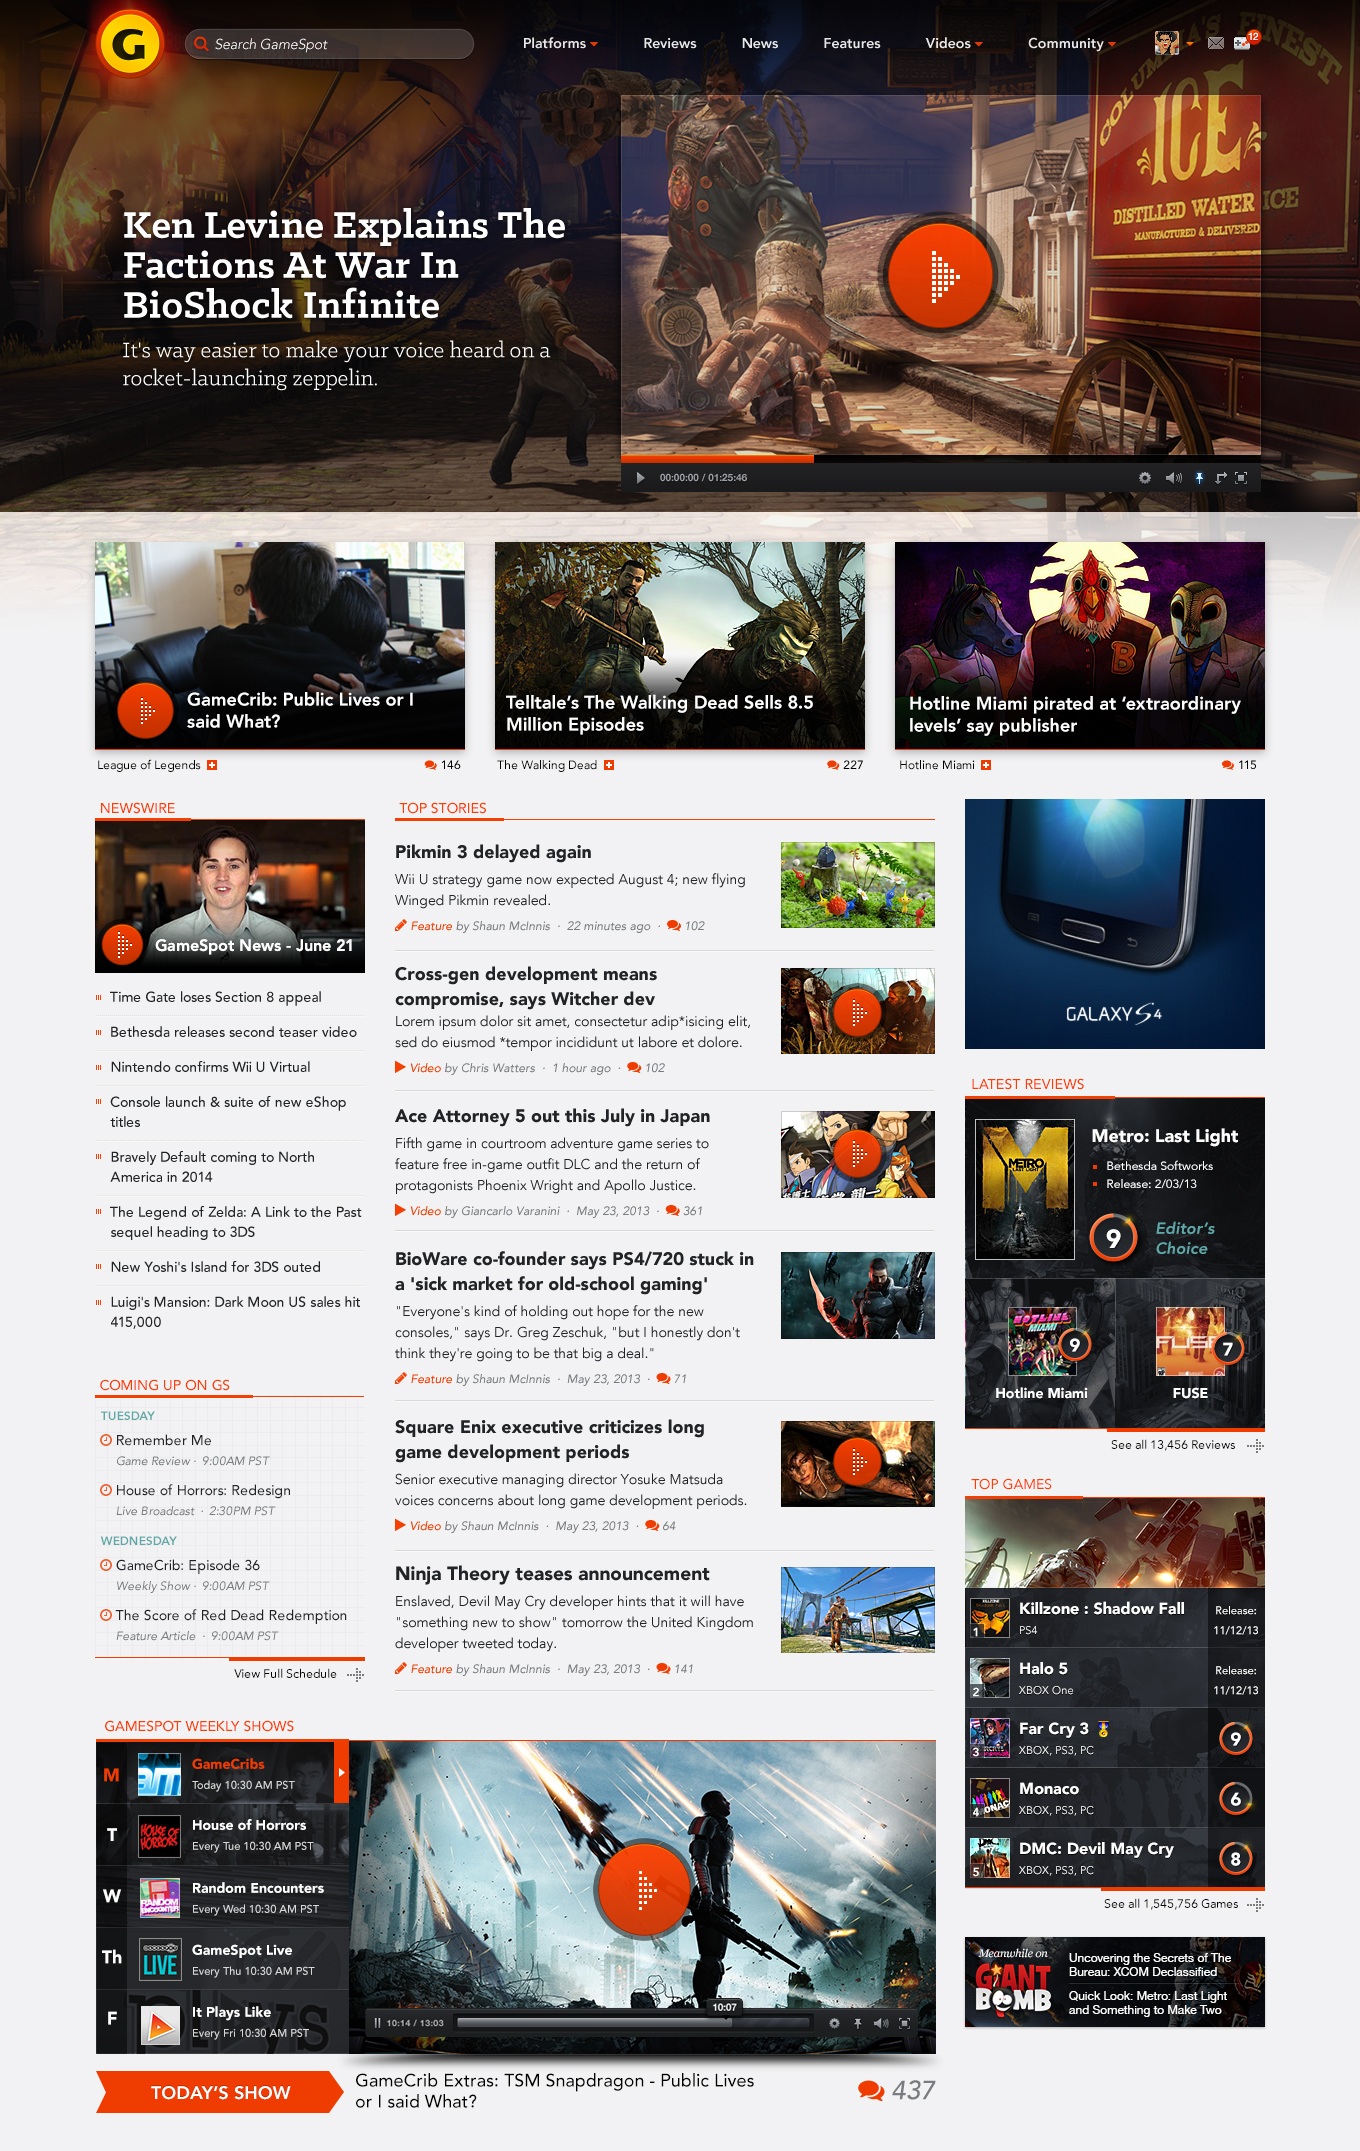 G
Search GameSpot
Platforms
Reviews
News
Features
Videos
Community
12
COLUMBIA'S FINEST
ICE
DISTILLED WATER ICE
MANUFACTURED & DELIVERED
Ken Levine Explains The
Factions At War In
BioShock Infinite
It's way easier to make your voice heard on a
rocket-launching zeppelin.
00:00:00 / 01:25:46
GameCrib: Public Lives or I
said What?
League of Legends
146
Telltale's The Walking Dead Sells 8.5
Million Episodes
The Walking Dead
227
B
Hotline Miami pirated at 'extraordinary
levels' say publisher
Hotline Miami
115
NEWSWIRE
GameSpot News - June 21
Time Gate loses Section 8 appeal
Bethesda releases second teaser video
Nintendo confirms Wii U Virtual
Console launch & suite of new eShop
titles
Bravely Default coming to North
America in 2014
The Legend of Zelda: A Link to the Past
sequel heading to 3DS
New Yoshi's Island for 3DS outed
Luigi's Mansion: Dark Moon US sales hit
415,000
COMING UP ON GS
TUESDAY
Remember Me
Game Review · 9:00AM PST
House of Horrors: Redesign
Live Broadcast · 2:30PM PST
WEDNESDAY
GameCrib: Episode 36
Weekly Show · 9:00AM PST
The Score of Red Dead Redemption
Feature Article · 9:00AM PST
View Full Schedule
TOP STORIES
Pikmin 3 delayed again
Wii U strategy game now expected August 4; new flying
Winged Pikmin revealed.
Feature by Shaun McInnis · 22 minutes ago · 102
Cross-gen development means
compromise, says Witcher dev
Lorem ipsum dolor sit amet, consectetur adip*isicing elit,
sed do eiusmod *tempor incididunt ut labore et dolore.
Video by Chris Watters · 1 hour ago · 102
Ace Attorney 5 out this July in Japan
Fifth game in courtroom adventure game series to
feature free in-game outfit DLC and the return of
protagonists Phoenix Wright and Apollo Justice.
Video by Giancarlo Varanini · May 23, 2013 · 361
BioWare co-founder says PS4/720 stuck in
a 'sick market for old-school gaming'
"Everyone's kind of holding out hope for the new
consoles," says Dr. Greg Zeschuk, "but I honestly don't
think they're going to be that big a deal."
Feature by Shaun McInnis · May 23, 2013 · 71
Square Enix executive criticizes long
game development periods
Senior executive managing director Yosuke Matsuda
voices concerns about long game development periods.
Video by Shaun McInnis · May 23, 2013 · 64
Ninja Theory teases announcement
Enslaved, Devil May Cry developer hints that it will have
"something new to show" tomorrow the United Kingdom
developer tweeted today.
Feature by Shaun McInnis · May 23, 2013 · 141
GALAXY S4
LATEST REVIEWS
METRO
LAST LIGHT
Metro: Last Light
Bethesda Softworks
Release: 2/03/13
9
Editor's
Choice
HOTLINE
MIAMI
9
Hotline Miami
FUSE
7
FUSE
See all 13,456 Reviews
TOP GAMES
KILLZONE
1
Killzone : Shadow Fall
PS4
Release:
11/12/13
2
Halo 5
XBOX One
Release:
11/12/13
3
Far Cry 3
XBOX, PS3, PC
9
4
Monaco
XBOX, PS3, PC
6
DMC
5
DMC: Devil May Cry
XBOX, PS3, PC
8
See all 1,545,756 Games
Meanwhile on
GIANT
BOMB
Uncovering the Secrets of The
Bureau: XCOM Declassified
Quick Look: Metro: Last Light
and Something to Make Two
GAMESPOT WEEKLY SHOWS
M
GameCribs
Today 10:30 AM PST
T
HOUSE OF
HORRORS
House of Horrors
Every Tue 10:30 AM PST
W
RANDOM
ENCOUNTER
Random Encounters
Every Wed 10:30 AM PST
Th
LIVE
GameSpot Live
Every Thu 10:30 AM PST
F
plays
It Plays Like
Every Fri 10:30 AM PST
10:07
10:14 / 13:03
TODAY'S SHOW
GameCrib Extras: TSM Snapdragon - Public Lives
or I said What?
437